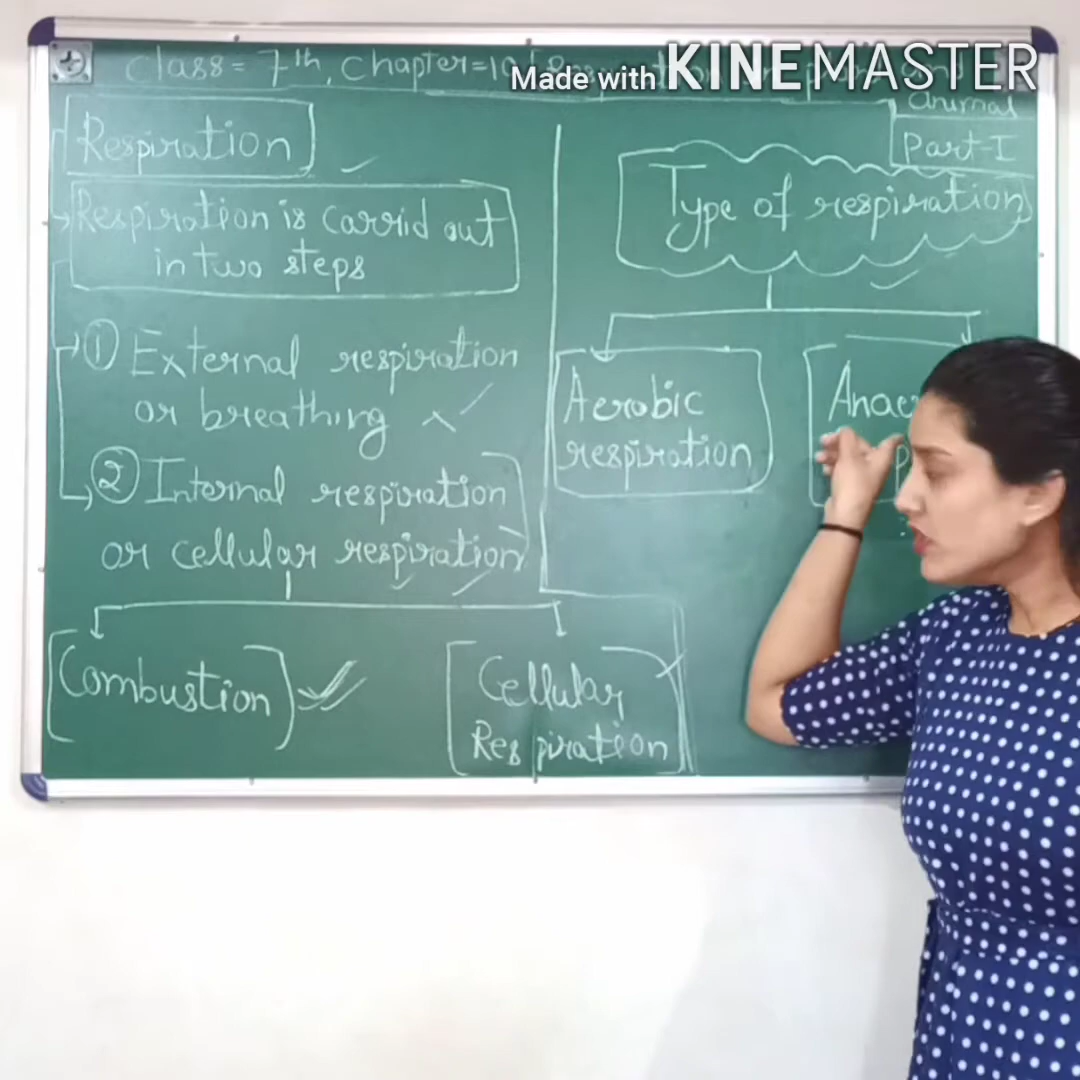 Class = 7th, Chapter = 10
Made with KINEMASTER
animal
Part-I
Respiration
Respiration is carrid out
in two steps
① External respiration
or breathing ×
② Internal respiration
or cellular respiration
Combustion
Cellular
Respiration
Type of respiration
Aerobic
respiration